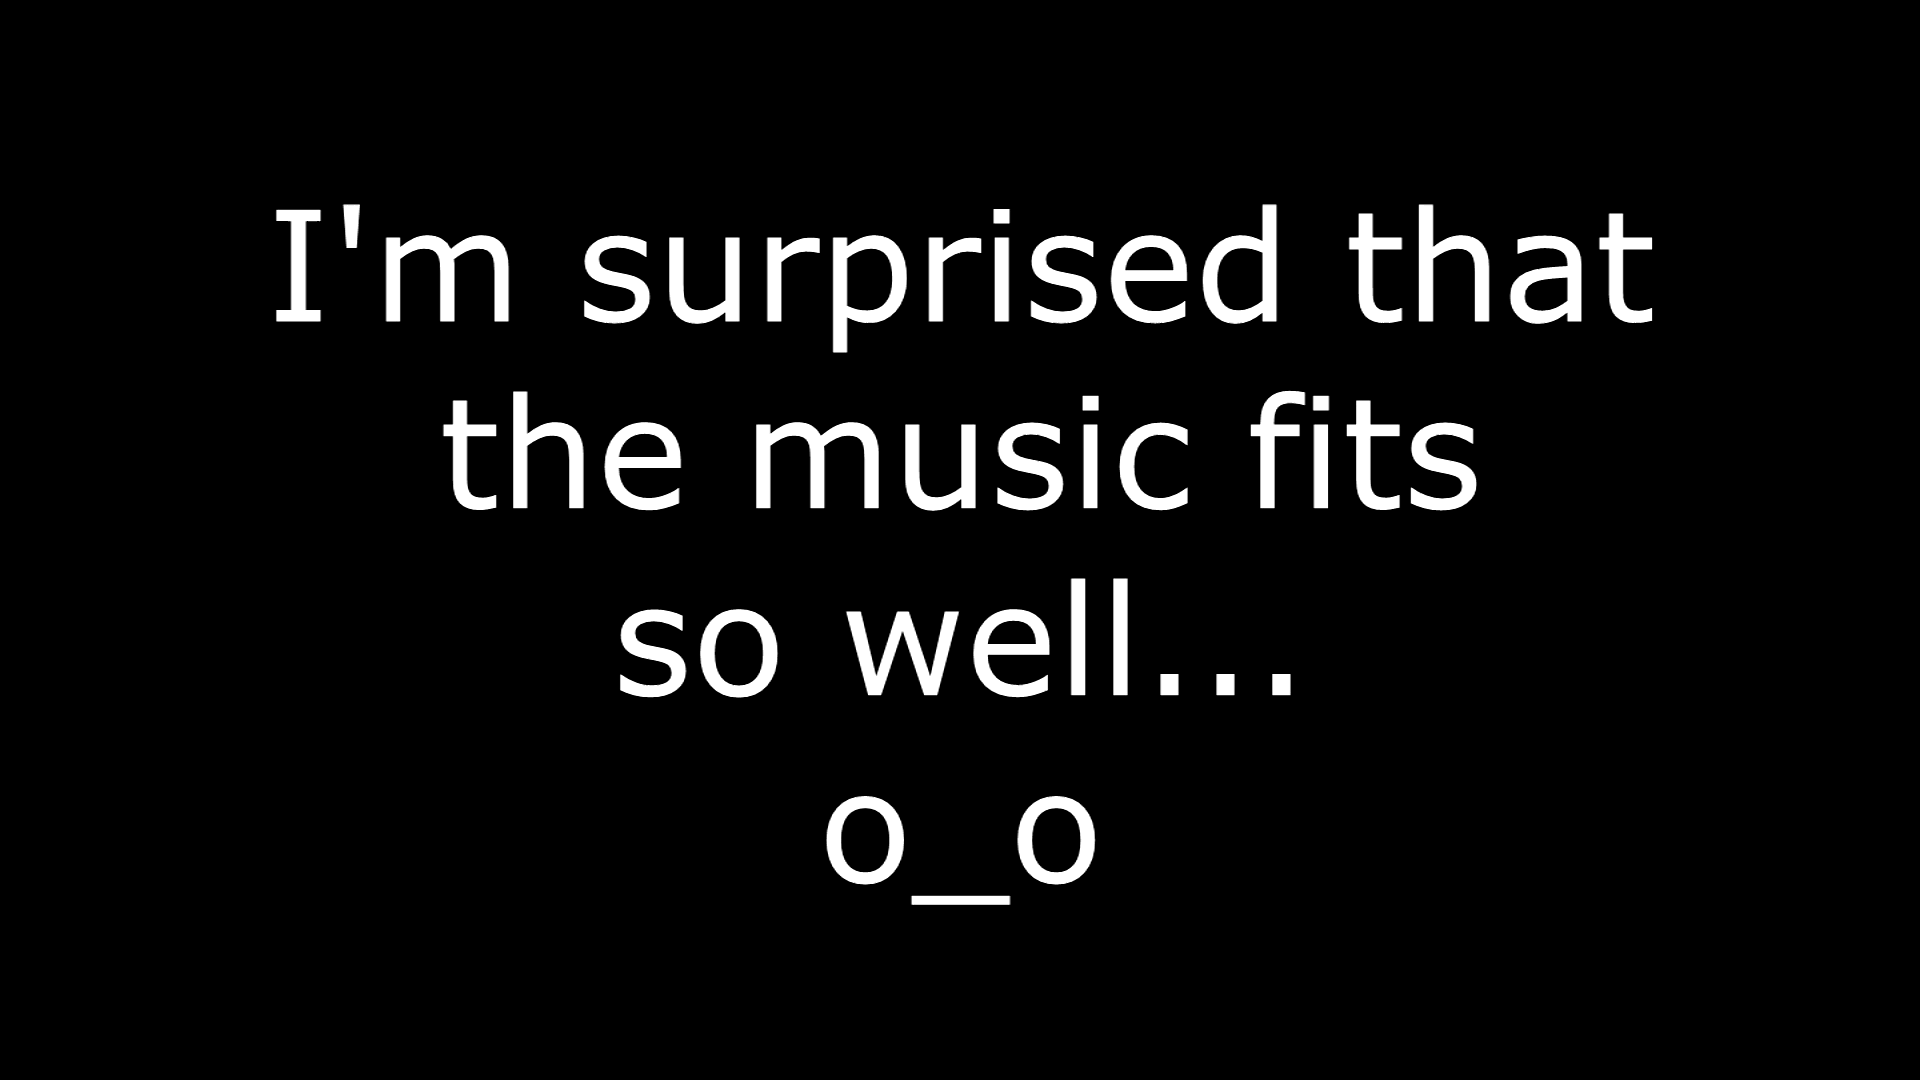 I'm surprised that
the music fits
so well...
o_o